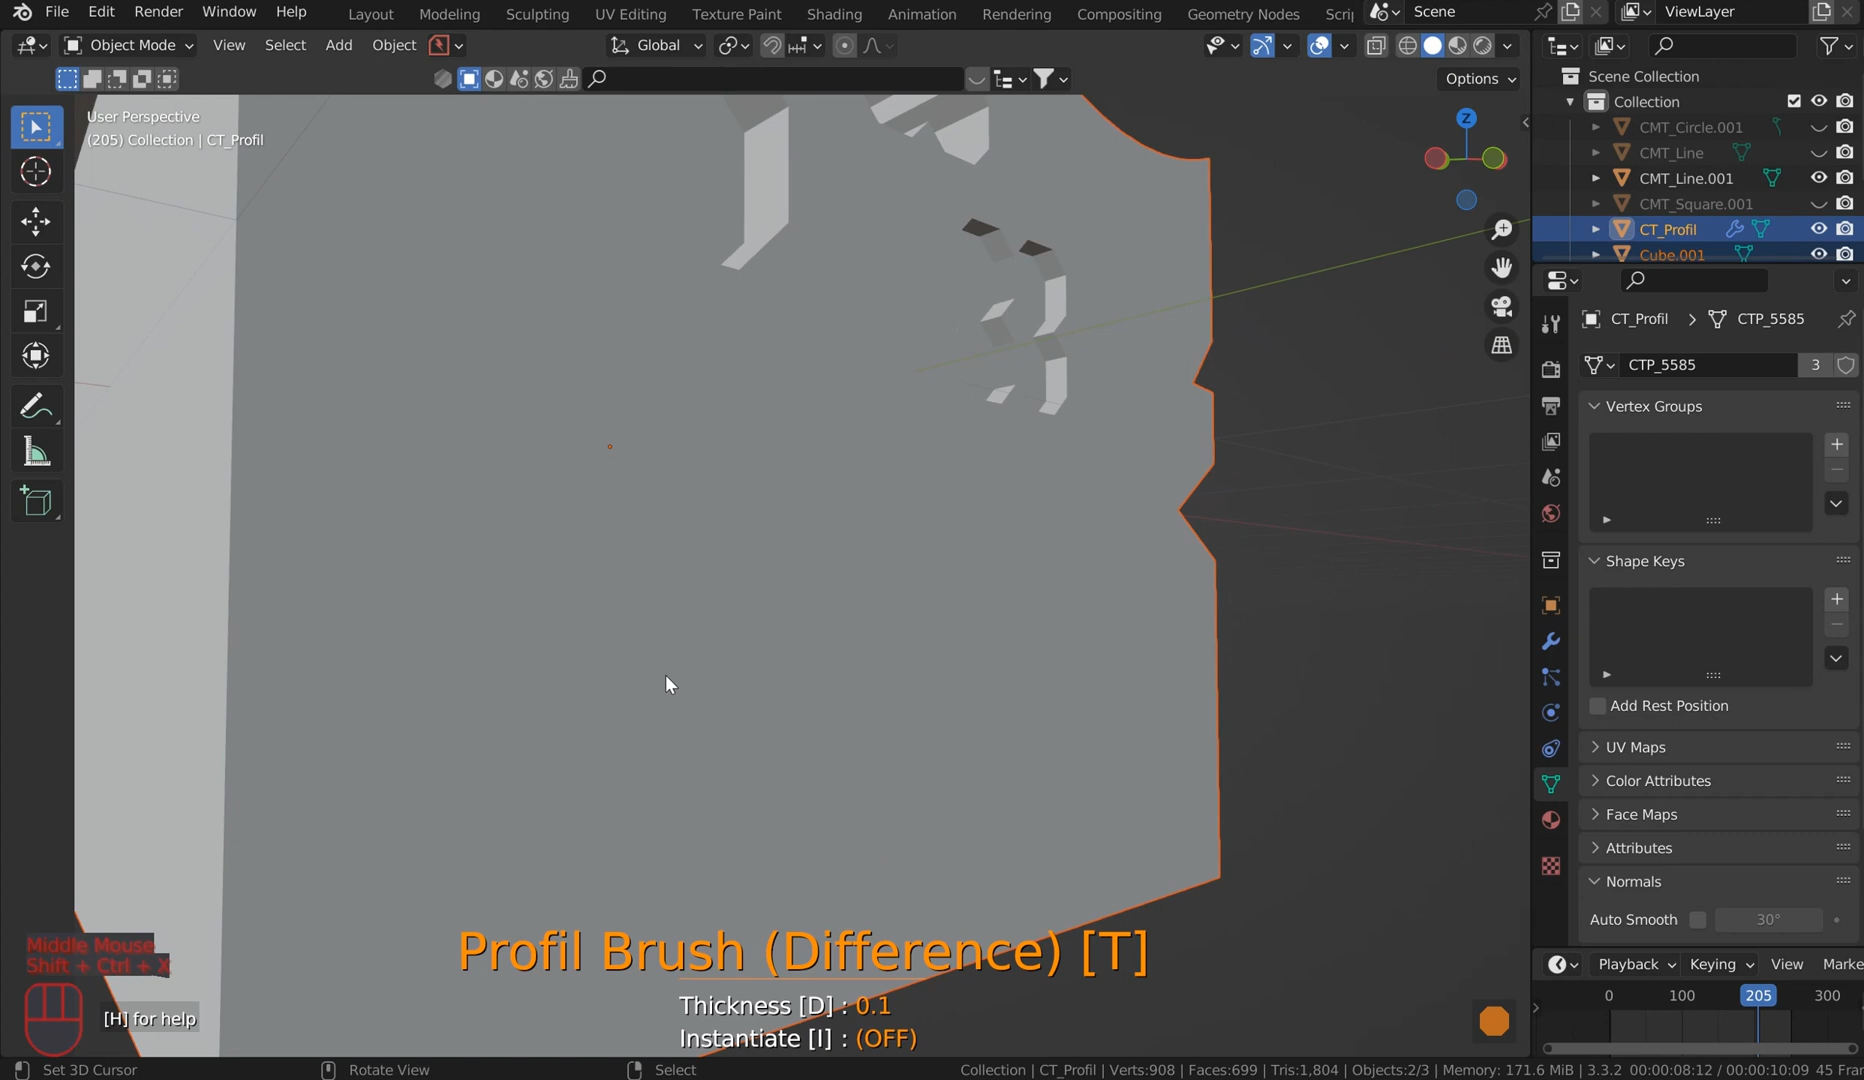 File Edit Render Window Help Layout Modeling Sculpting UV Editing Texture Paint Shading Animation Rendering Compositing Geometry Nodes Scrip Scene ViewLayer
Object Mode View Select Add Object Global
Options
User Perspective
(205) Collection | CT_Profil
Scene Collection
Collection
CMT_Circle.001
CMT_Line
CMT_Line.001
CMT_Square.001
CT_Profil
Cube.001
CT_Profil CTP_5585
CTP_5585 3
Vertex Groups
Shape Keys
Add Rest Position
UV Maps
Color Attributes
Face Maps
Attributes
Normals
Auto Smooth 30°
Z
Profil Brush (Difference) [T]
Thickness [D] : 0.1
Instantiate [I] : (OFF)
Middle Mouse
Shift + Ctrl + X
[H] for help
Playback Keying View Marke
0 100 205 300
Set 3D Cursor Rotate View Select Collection | CT_Profil | Verts:908 | Faces:699 | Tris:1,804 | Objects:2/3 | Memory: 171.6 MiB | 3.3.2 00:00:08:12 / 00:00:10:09 45 Fram